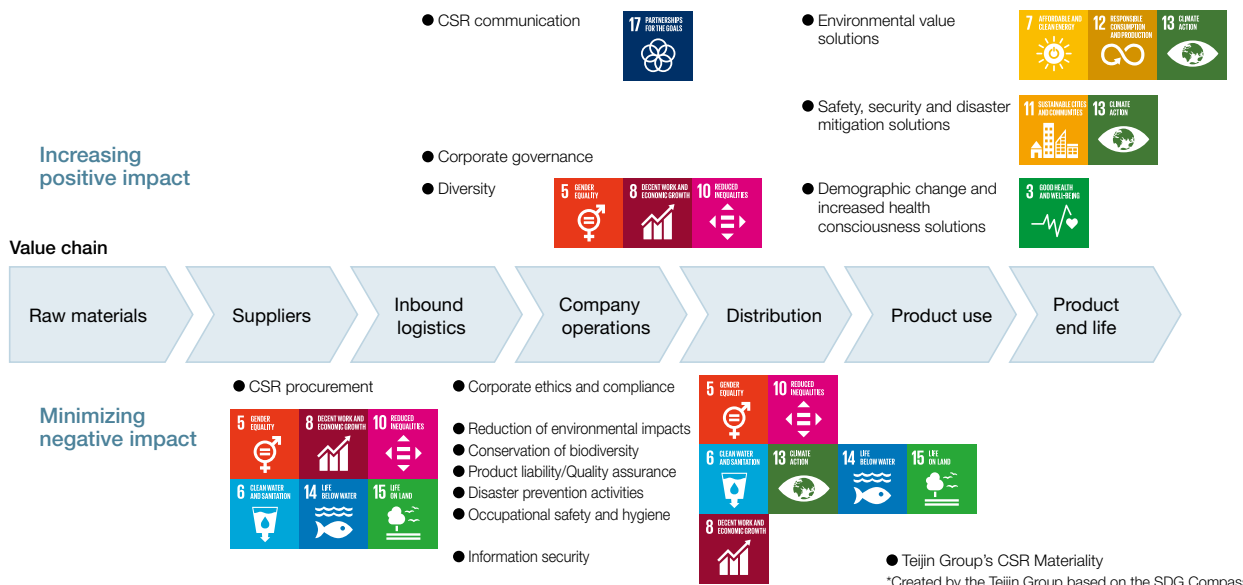 ● CSR communication
17 PARTNERSHIPS
FOR THE GOALS
● Environmental value
solutions
7 AFFORDABLE AND
CLEAN ENERGY
12 RESPONSIBLE
CONSUMPTION
AND PRODUCTION
13 CLIMATE
ACTION
● Safety, security and disaster
mitigation solutions
11 SUSTAINABLE CITIES
AND COMMUNITIES
13 CLIMATE
ACTION
Increasing
positive impact
● Corporate governance
● Diversity
5 GENDER
EQUALITY
8 DECENT WORK AND
ECONOMIC GROWTH
10 REDUCED
INEQUALITIES
● Demographic change and
increased health
consciousness solutions
3 GOOD HEALTH
AND WELL-BEING
Value chain
Raw materials
Suppliers
Inbound
logistics
Company
operations
Distribution
Product use
Product
end life
Minimizing
negative impact
● CSR procurement
5 GENDER
EQUALITY
8 DECENT WORK AND
ECONOMIC GROWTH
10 REDUCED
INEQUALITIES
6 CLEAN WATER
AND SANITATION
14 LIFE
BELOW WATER
15 LIFE
ON LAND
● Corporate ethics and compliance
● Reduction of environmental impacts
● Conservation of biodiversity
● Product liability/Quality assurance
● Disaster prevention activities
● Occupational safety and hygiene
● Information security
5 GENDER
EQUALITY
10 REDUCED
INEQUALITIES
6 CLEAN WATER
AND SANITATION
13 CLIMATE
ACTION
14 LIFE
BELOW WATER
15 LIFE
ON LAND
8 DECENT WORK AND
ECONOMIC GROWTH
● Teijin Group's CSR Materiality
*Created by the Teijin Group based on the SDG Compas